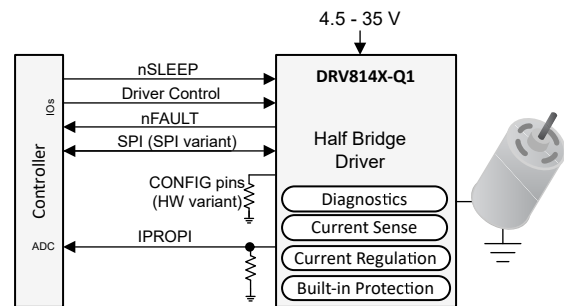 4.5 - 35 V
DRV814X-Q1
nSLEEP
Driver Control
nFAULT
SPI (SPI variant)
CONFIG pins
(HW variant)
IPROPI
Controller
IOs
ADC
Half Bridge
Driver
Diagnostics
Current Sense
Current Regulation
Built-in Protection